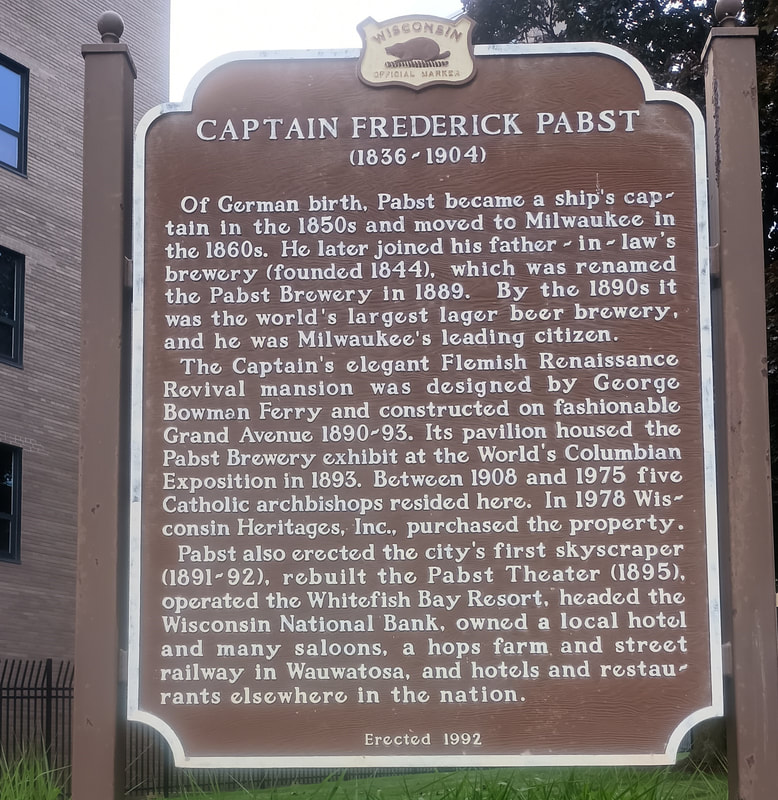 WISCONSIN
OFFICIAL MARKER
CAPTAIN FREDERICK PABST
(1836-1904)
Of German birth, Pabst became a ship's cap-
tain in the 1850s and moved to Milwaukee in
the 1860s. He later joined his father-in-law's
brewery (founded 1844), which was renamed
the Pabst Brewery in 1889. By the 1890s it
was the world's largest lager beer brewery,
and he was Milwaukee's leading citizen.
The Captain's elegant Flemish Renaissance
Revival mansion was designed by George
Bowman Ferry and constructed on fashionable
Grand Avenue 1890-93. Its pavilion housed the
Pabst Brewery exhibit at the World's Columbian
Exposition in 1893. Between 1908 and 1975 five
Catholic archbishops resided here. In 1978 Wis-
consin Heritages, Inc., purchased the property.
Pabst also erected the city's first skyscraper
(1891-92), rebuilt the Pabst Theater (1895),
operated the Whitefish Bay Resort, headed the
Wisconsin National Bank, owned a local hotel
and many saloons, a hops farm and street
railway in Wauwatosa, and hotels and restau-
rants elsewhere in the nation.
Erected 1992